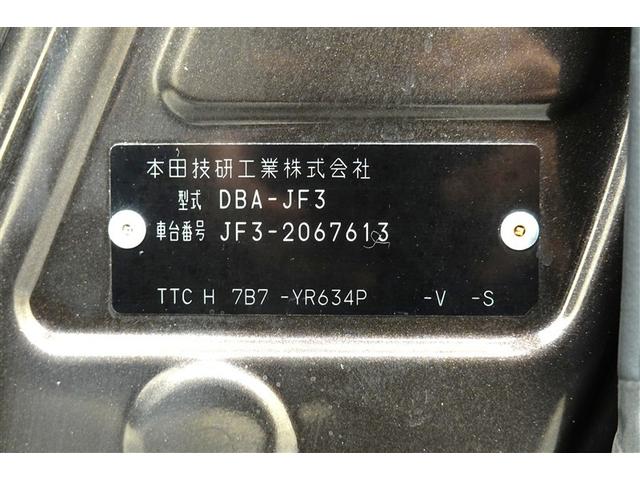 本田技研工業株式会社
型式 DBA-JF3
車台番号 JF3-2067613
TTC H 7B7 -YR634P -V -S